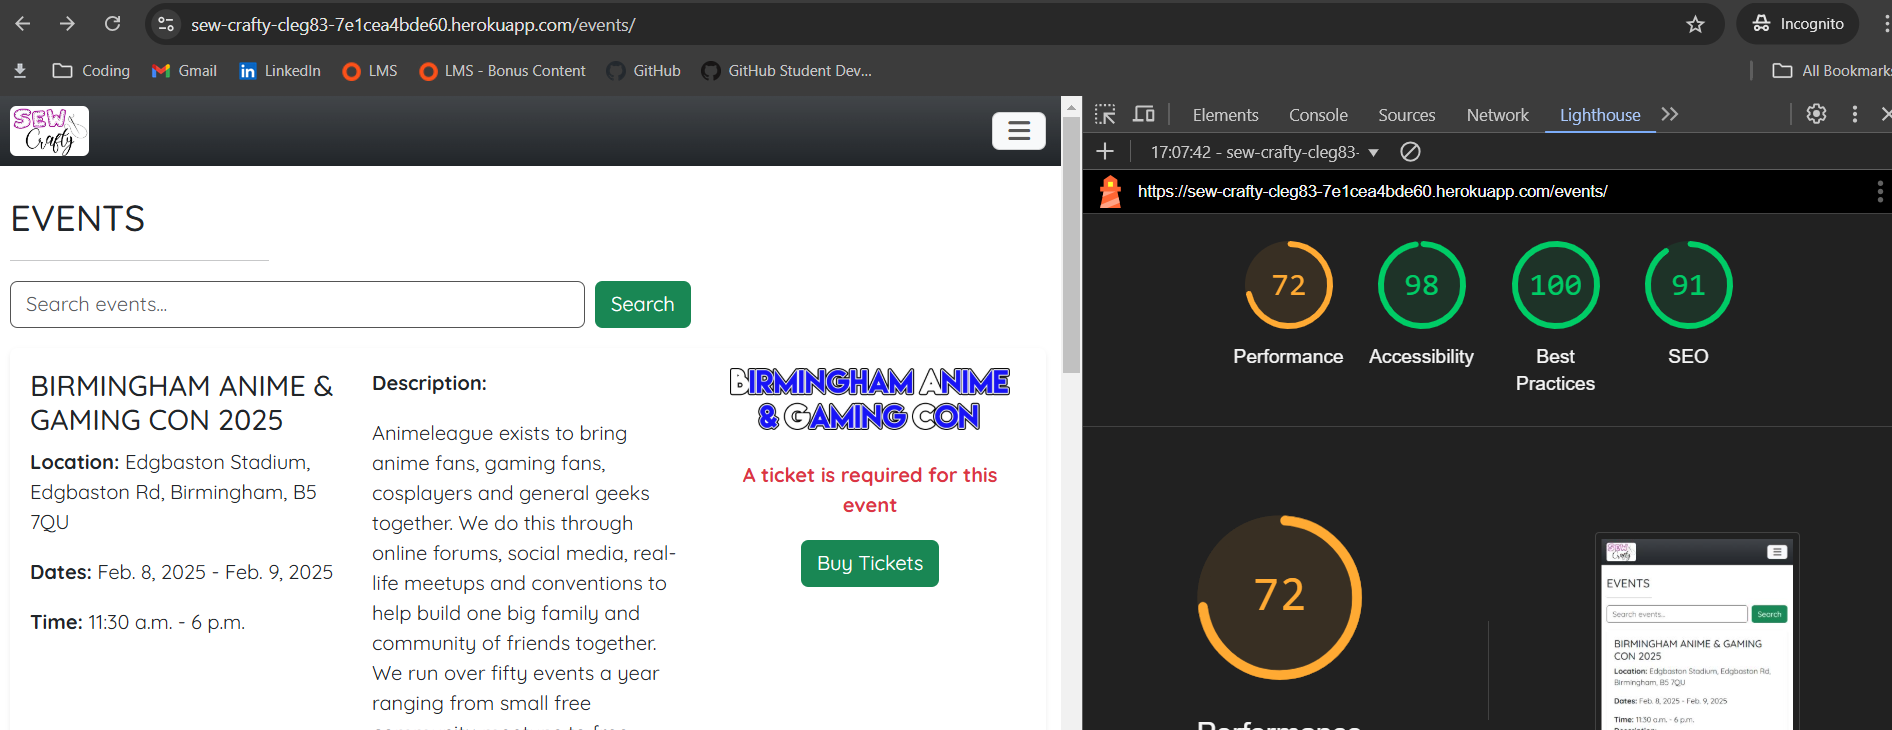 sew-crafty-cleg83-7e1cea4bde60.herokuapp.com/events/
Incognito
Coding
Gmail
LinkedIn
LMS
LMS - Bonus Content
GitHub
GitHub Student Dev...
All Bookmarks
SEW
Crafty
EVENTS
Search events...
Search
BIRMINGHAM ANIME &
GAMING CON 2025
Location: Edgbaston Stadium,
Edgbaston Rd, Birmingham, B5
7QU
Dates: Feb. 8, 2025 - Feb. 9, 2025
Time: 11:30 a.m. - 6 p.m.
Description:
Animeleague exists to bring
anime fans, gaming fans,
cosplayers and general geeks
together. We do this through
online forums, social media, real-
life meetups and conventions to
help build one big family and
community of friends together.
We run over fifty events a year
ranging from small free
BIRMINGHAM ANIME
& GAMING CON
A ticket is required for this
event
Buy Tickets
Elements
Console
Sources
Network
Lighthouse
17:07:42 - sew-crafty-cleg83-
https://sew-crafty-cleg83-7e1cea4bde60.herokuapp.com/events/
72
Performance
98
Accessibility
100
Best
Practices
91
SEO
72
Performance
SEW
Crafty
EVENTS
Search events...
Search
BIRMINGHAM ANIME & GAMING
CON 2025
Location: Edgbaston Stadium, Edgbaston Rd,
Birmingham, B5 7QU
Dates: Feb. 8, 2025 - Feb. 9, 2025
Time: 11:30 a.m. - 6 p.m.